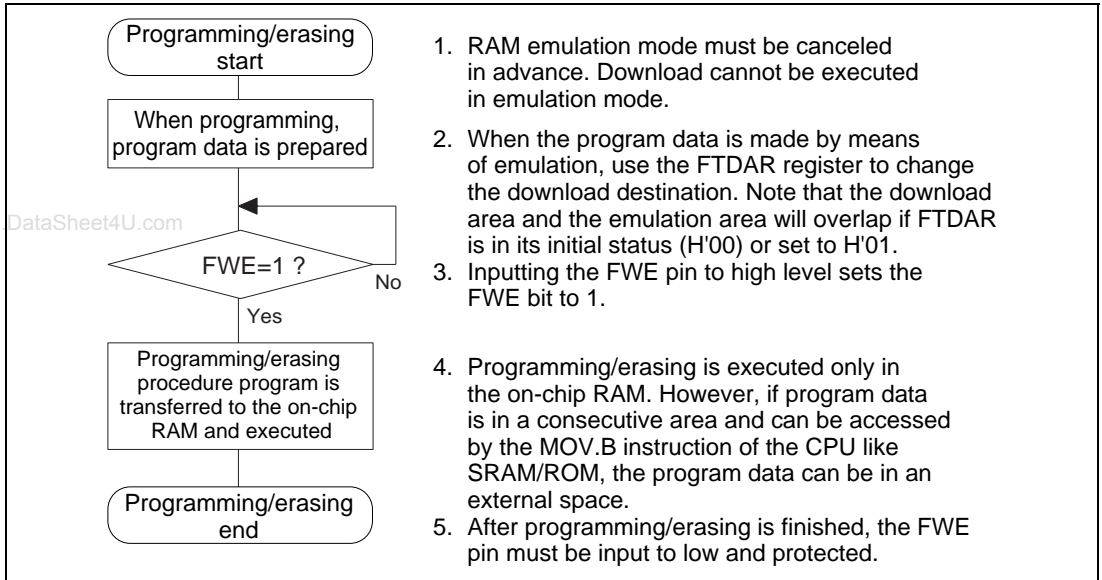 Programming/erasing
start
When programming,
program data is prepared
DataSheet4U.com
FWE=1 ?
No
Yes
Programming/erasing
procedure program is
transferred to the on-chip
RAM and executed
Programming/erasing
end
1. RAM emulation mode must be canceled
in advance. Download cannot be executed
in emulation mode.
2. When the program data is made by means
of emulation, use the FTDAR register to change
the download destination. Note that the download
area and the emulation area will overlap if FTDAR
is in its initial status (H'00) or set to H'01.
3. Inputting the FWE pin to high level sets the
FWE bit to 1.
4. Programming/erasing is executed only in
the on-chip RAM. However, if program data
is in a consecutive area and can be accessed
by the MOV.B instruction of the CPU like
SRAM/ROM, the program data can be in an
external space.
5. After programming/erasing is finished, the FWE
pin must be input to low and protected.